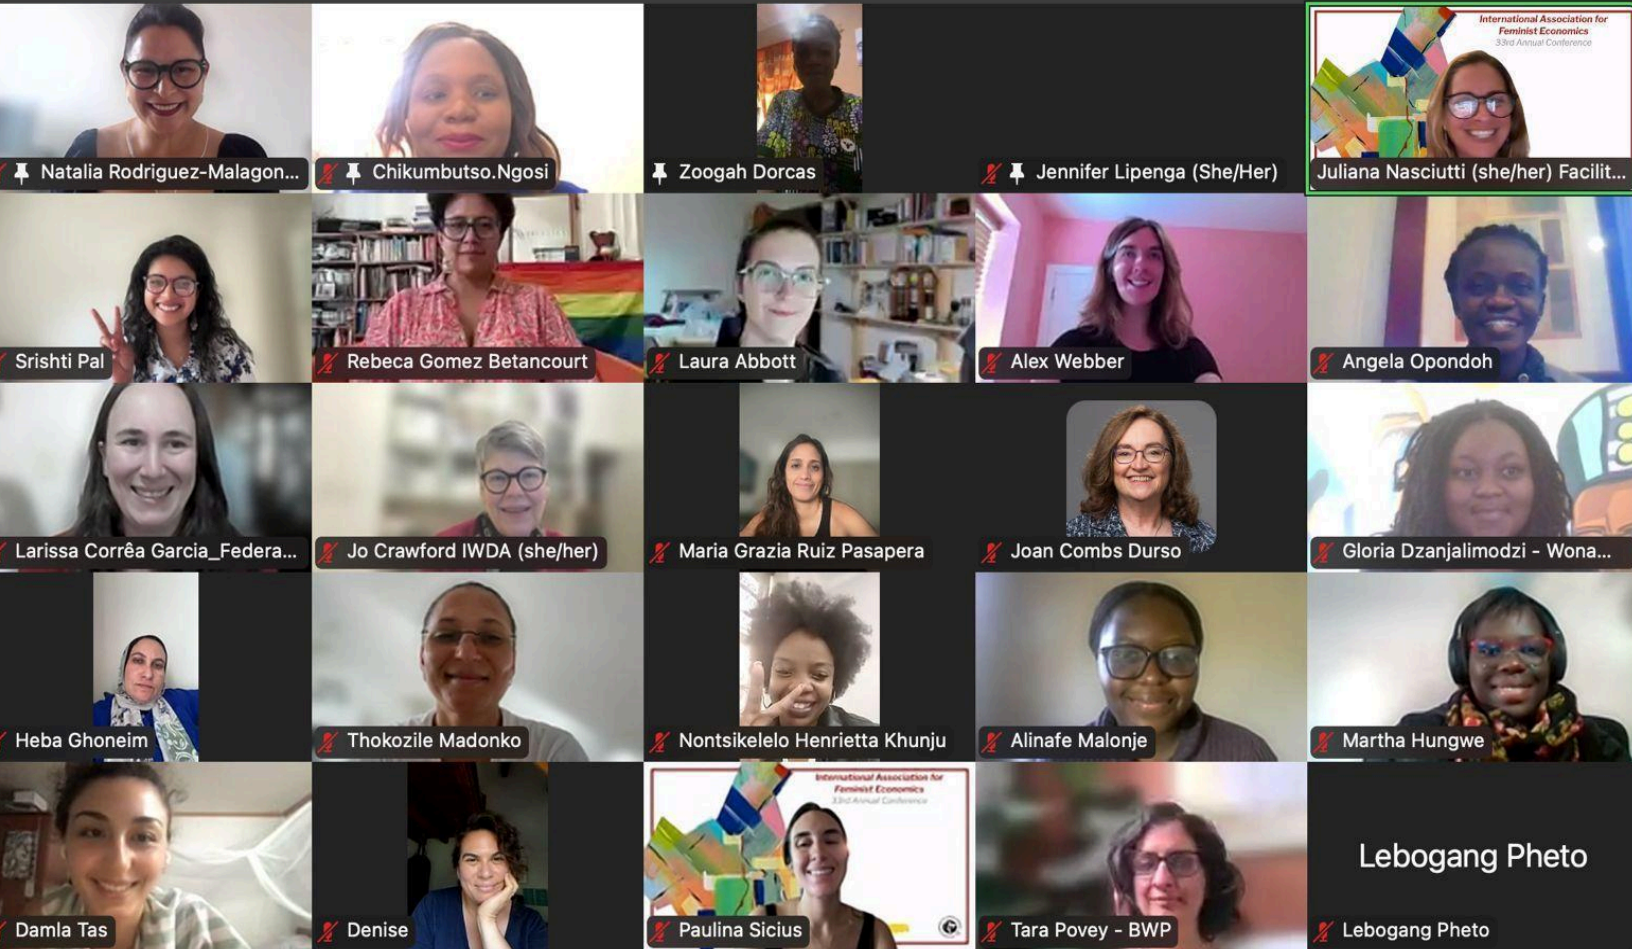 International Association for
Feminist Economics
33rd Annual Conference
Natalia Rodriguez-Malagon...
Chikumbutso.Ngosi
Zoogah Dorcas
Jennifer Lipenga (She/Her)
Juliana Nasciutti (she/her) Facilit...
Srishti Pal
Rebeca Gomez Betancourt
Laura Abbott
Alex Webber
Angela Opondoh
Larissa Corrêa Garcia_Federa...
Jo Crawford IWDA (she/her)
Maria Grazia Ruiz Pasapera
Joan Combs Durso
Gloria Dzanjalimodzi - Wona...
Heba Ghoneim
Thokozile Madonko
Nontsikelelo Henrietta Khunju
Alinafe Malonje
Martha Hungwe
International Association for
Feminist Economics
33rd Annual Conference
Lebogang Pheto
Damla Tas
Denise
Paulina Sicius
Tara Povey - BWP
Lebogang Pheto